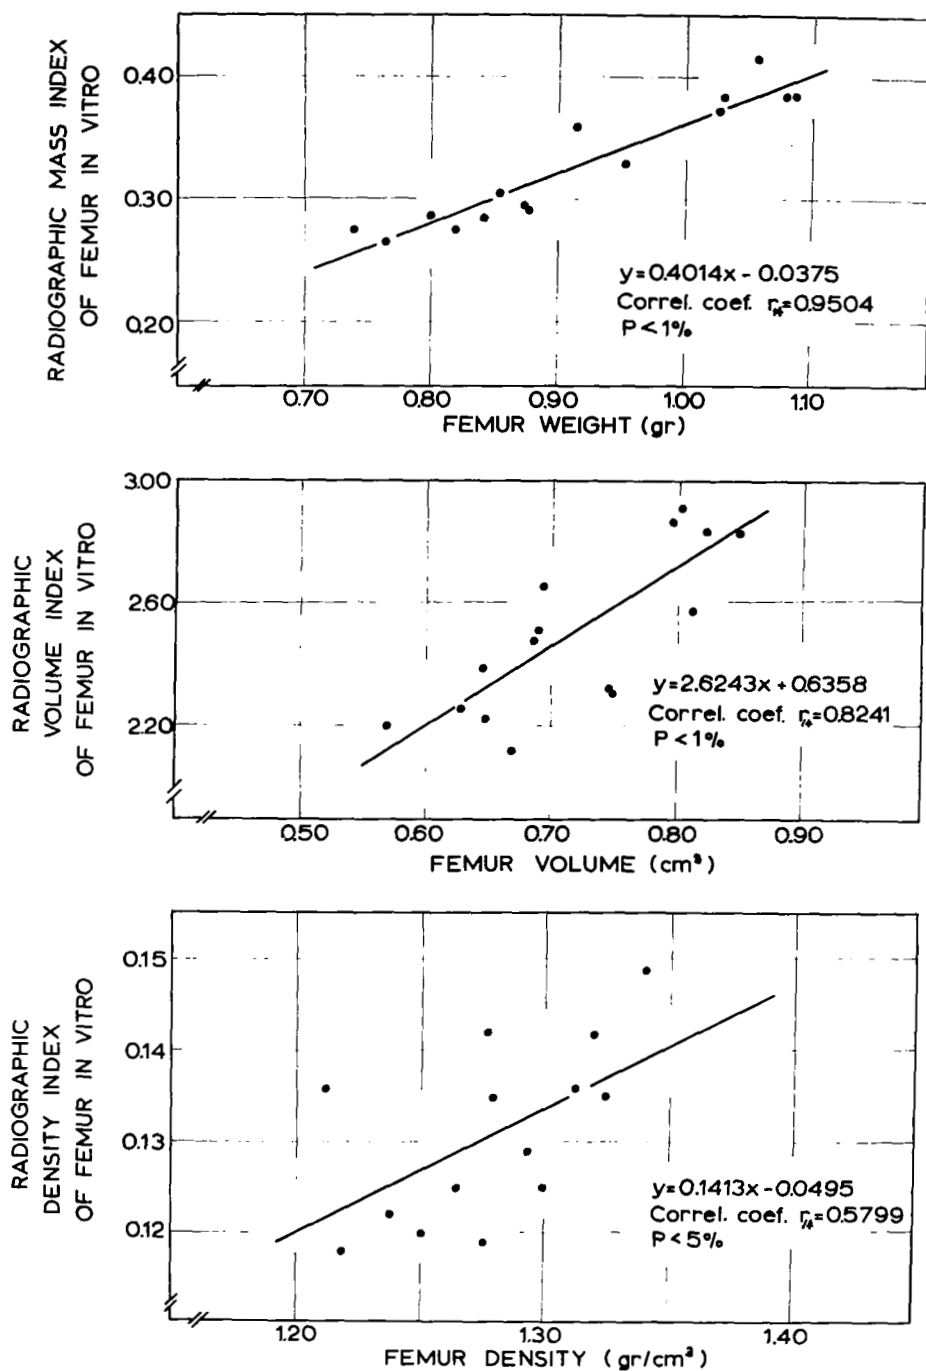 RADIOGRAPHIC MASS INDEX
OF FEMUR IN VITRO
0.40
0.30
0.20
y=0.4014x-0.0375
Correl. coef. r₁₄=0.9504
P<1%
0.70 0.80 0.90 1.00 1.10
FEMUR WEIGHT (gr)
RADIOGRAPHIC
VOLUME INDEX
OF FEMUR IN VITRO
3.00
2.60
2.20
y=2.6243x+0.6358
Correl. coef. r₁₄=0.8241
P<1%
0.50 0.60 0.70 0.80 0.90
FEMUR VOLUME (cm³)
RADIOGRAPHIC
DENSITY INDEX
OF FEMUR IN VITRO
0.15
0.14
0.13
0.12
y=0.1413x-0.0495
Correl. coef. r₁₄=0.5799
P<5%
1.20 1.30 1.40
FEMUR DENSITY (gr/cm³)